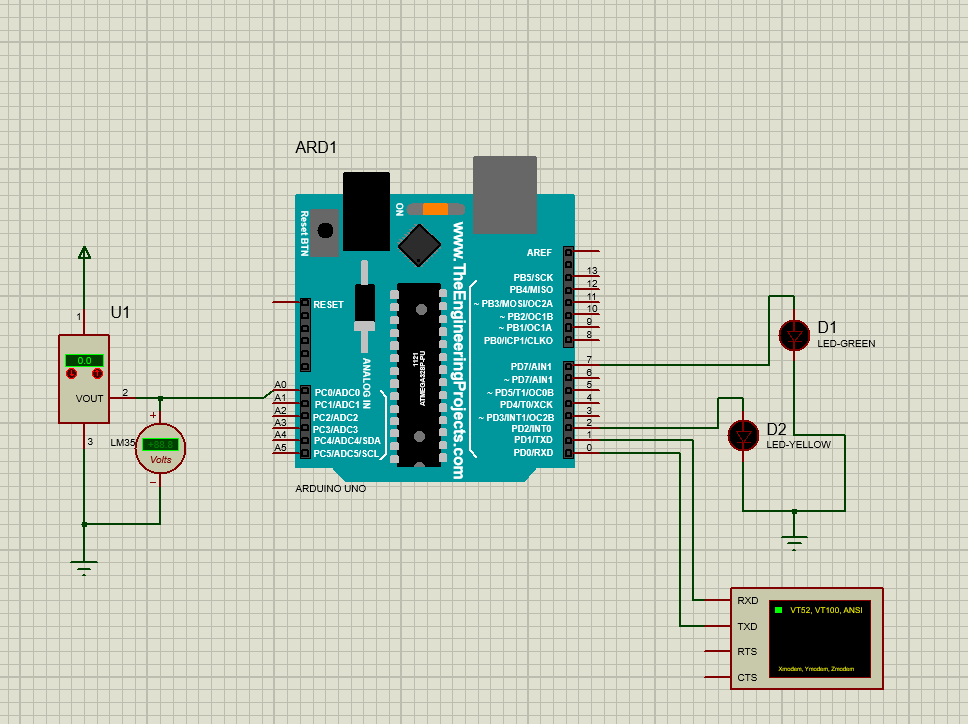 ARD1
ON
Reset BTN
www.TheEngineeringProjects.com
AREF
PB5/SCK
13
PB4/MISO
12
~ PB3/MOSI/OC2A
11
~ PB2/OC1B
10
~ PB1/OC1A
9
PB0/ICP1/CLKO
8
RESET
1121
ATMEGA328P-PU
ANALOG IN
PD7/AIN1
7
~ PD7/AIN1
6
~ PD5/T1/OC0B
5
PD4/T0/XCK
4
~ PD3/INT1/OC2B
3
PD2/INT0
2
PD1/TXD
1
PD0/RXD
0
A0
PC0/ADC0
A1
PC1/ADC1
A2
PC2/ADC2
A3
PC3/ADC3
A4
PC4/ADC4/SDA
A5
PC5/ADC5/SCL
ARDUINO UNO
U1
1
0.0
VOUT
2
3
LM35
+
Volts
−
D1
LED-GREEN
D2
LED-YELLOW
RXD
TXD
RTS
CTS
VT52, VT100, ANSI
Xmodem, Ymodem, Zmodem